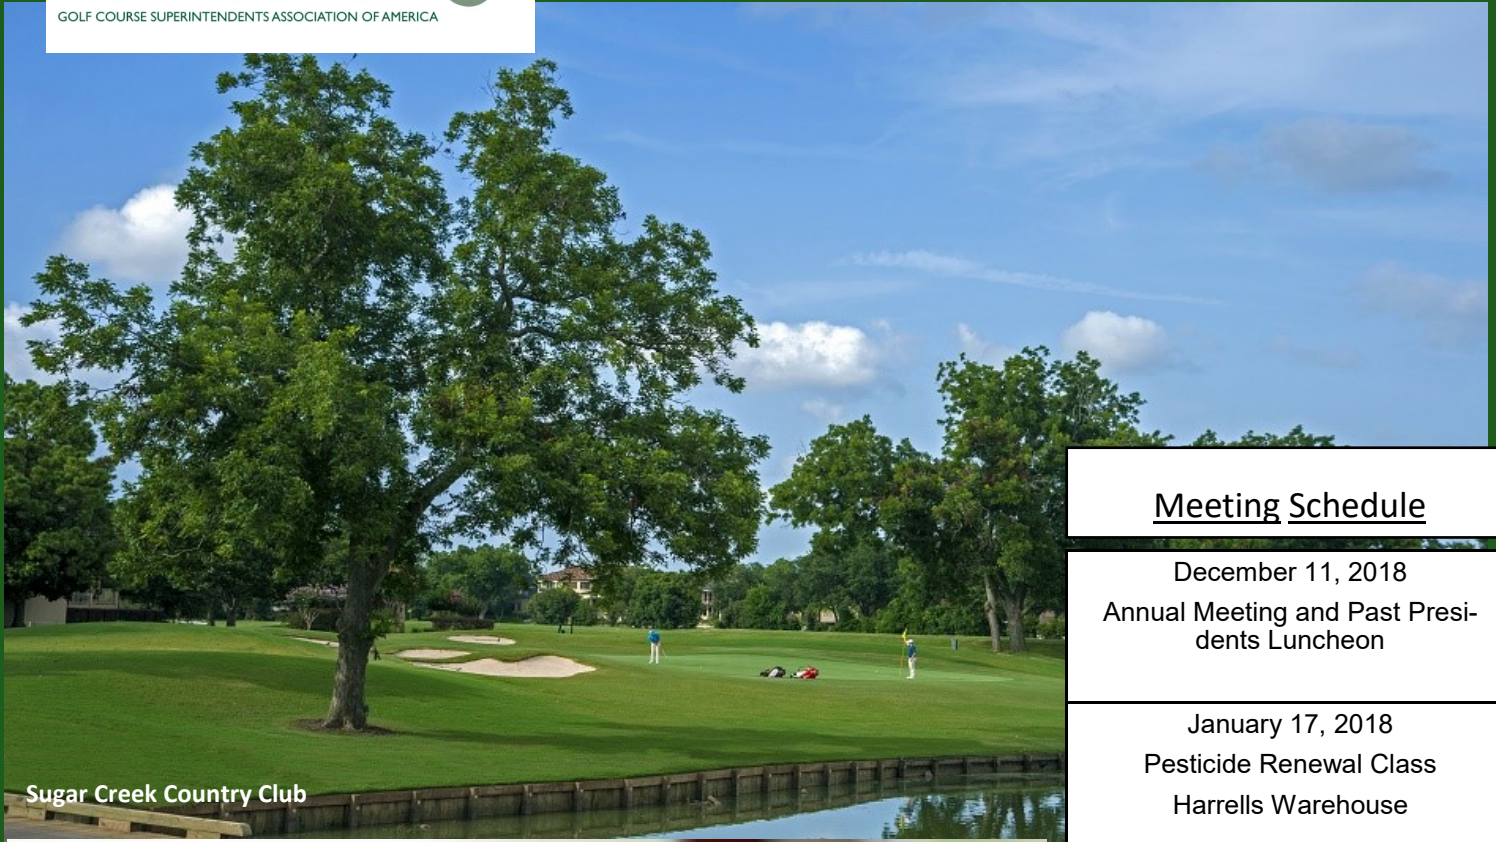 GOLF COURSE SUPERINTENDENTS ASSOCIATION OF AMERICA
Meeting Schedule
December 11, 2018
Annual Meeting and Past Presi-
dents Luncheon
January 17, 2018
Pesticide Renewal Class
Harrells Warehouse
Sugar Creek Country Club